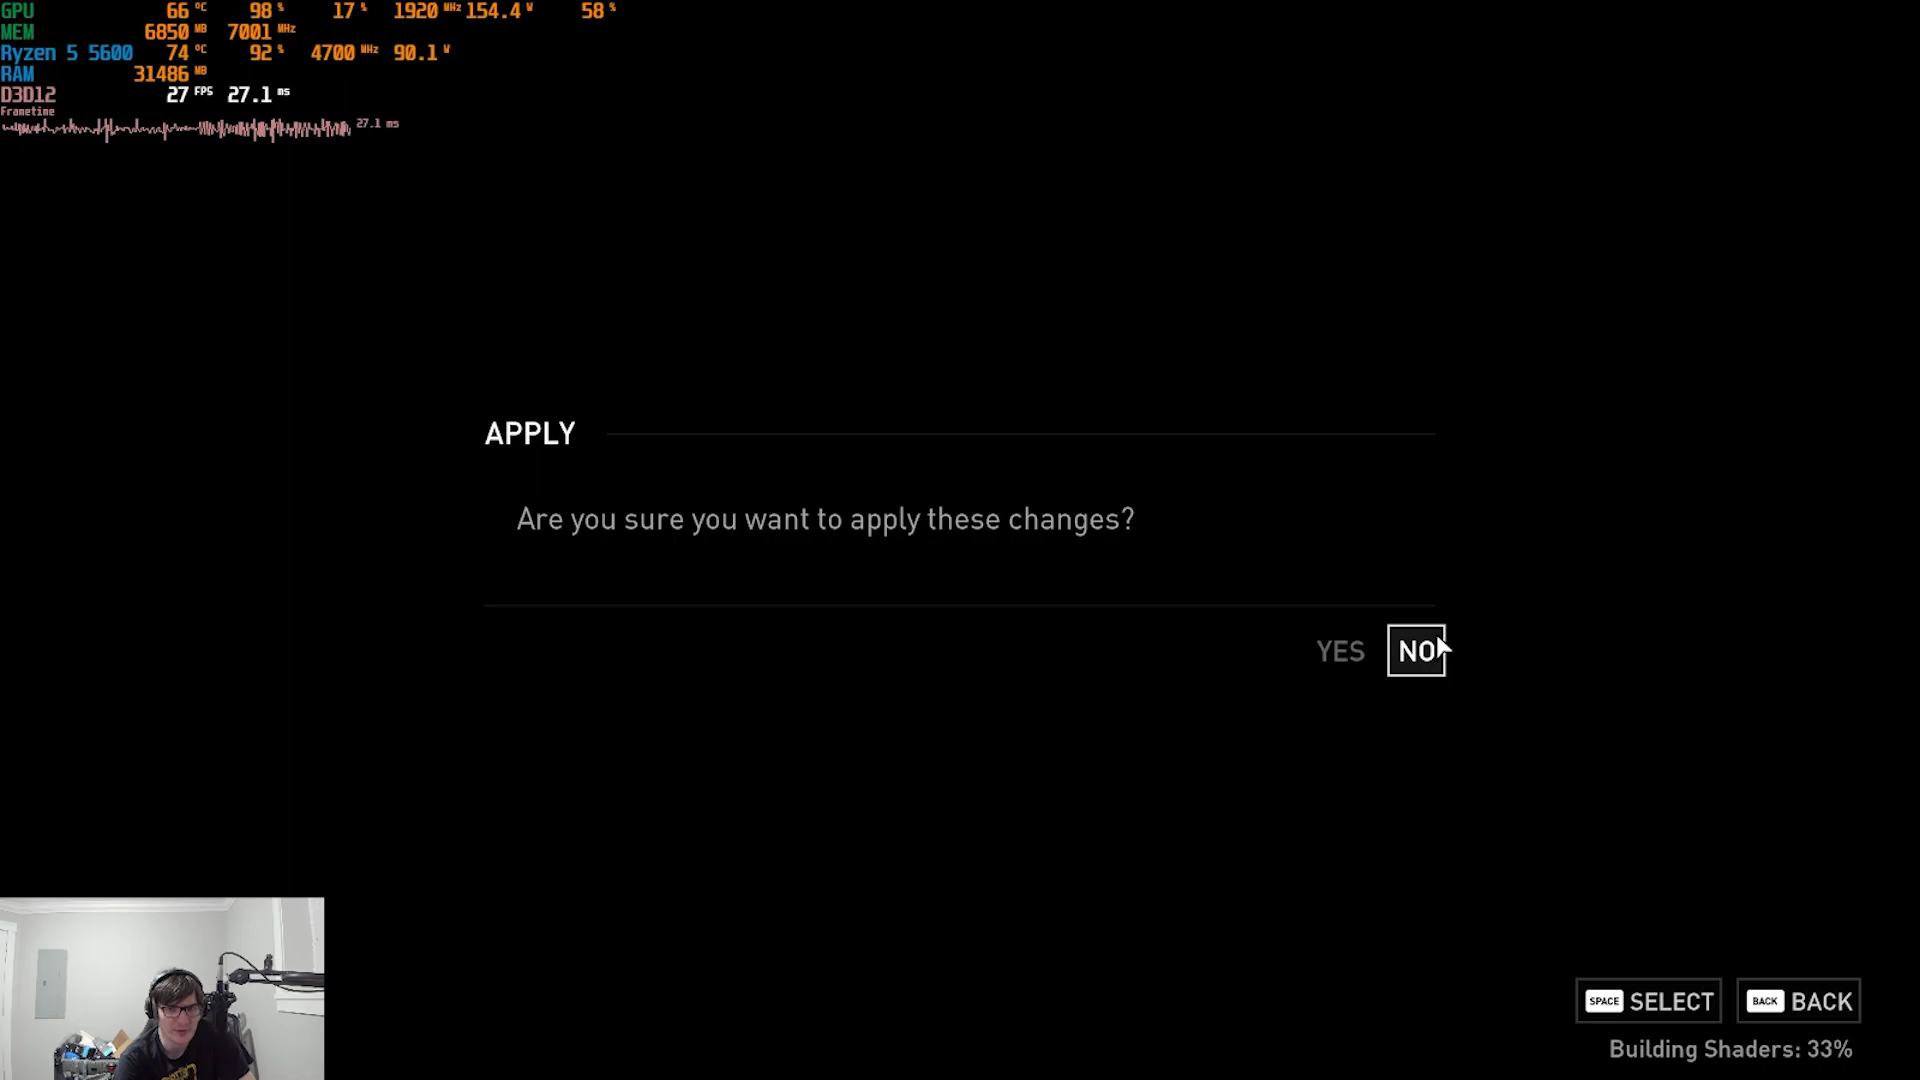 GPU 66 °C 98 % 17 % 1920 MHz 154.4 W 58 %
MEM 6850 MB 7001 MHz
Ryzen 5 5600 74 °C 92 % 4700 MHz 90.1 W
RAM 31486 MB
D3D12 27 FPS 27.1 ms
Frametime
27.1 ms
APPLY
Are you sure you want to apply these changes?
YES NO
SPACE SELECT BACK BACK
Building Shaders: 33%